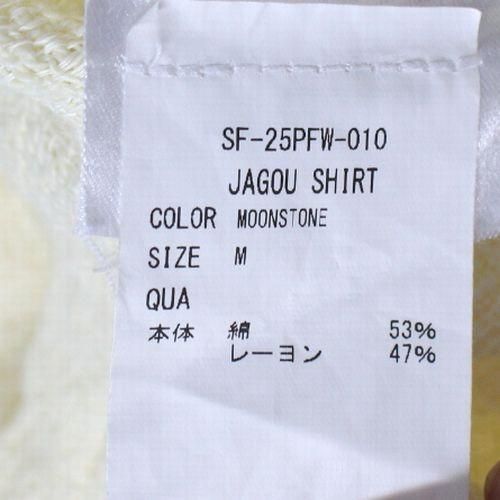 SF-25PFW-010
JAGOU SHIRT
COLOR MOONSTONE
SIZE M
QUA
本体 綿 53%
レーヨン 47%